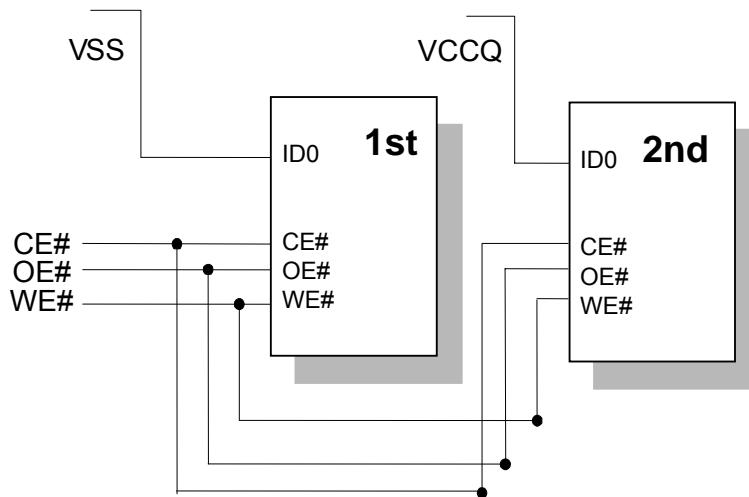 VSS
VCCQ
1st
ID0
2nd
ID0
CE#
OE#
WE#
CE#
OE#
WE#
CE#
OE#
WE#